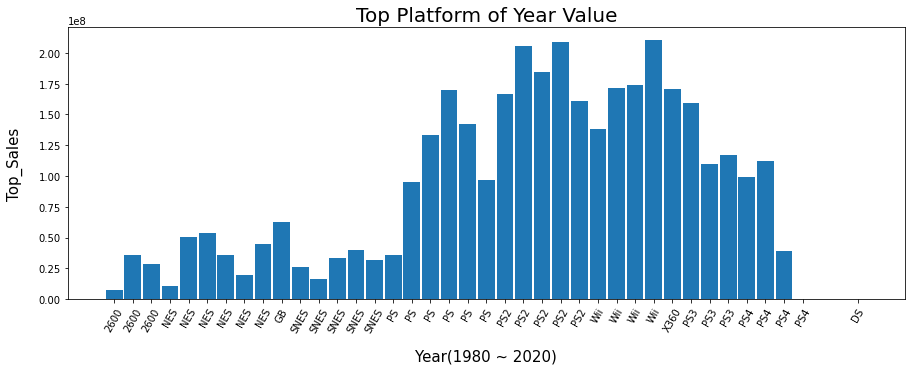 Top Platform of Year Value
1e8
2.00
1.75
1.50
1.25
1.00
0.75
0.50
0.25
0.00
Top_Sales
2600
2600
2600
NES
NES
NES
NES
NES
NES
GB
SNES
SNES
SNES
SNES
SNES
PS
PS
PS
PS
PS
PS
PS2
PS2
PS2
PS2
PS2
Wii
Wii
Wii
Wii
X360
PS3
PS3
PS3
PS4
PS4
PS4
PS4
DS
Year(1980 ~ 2020)